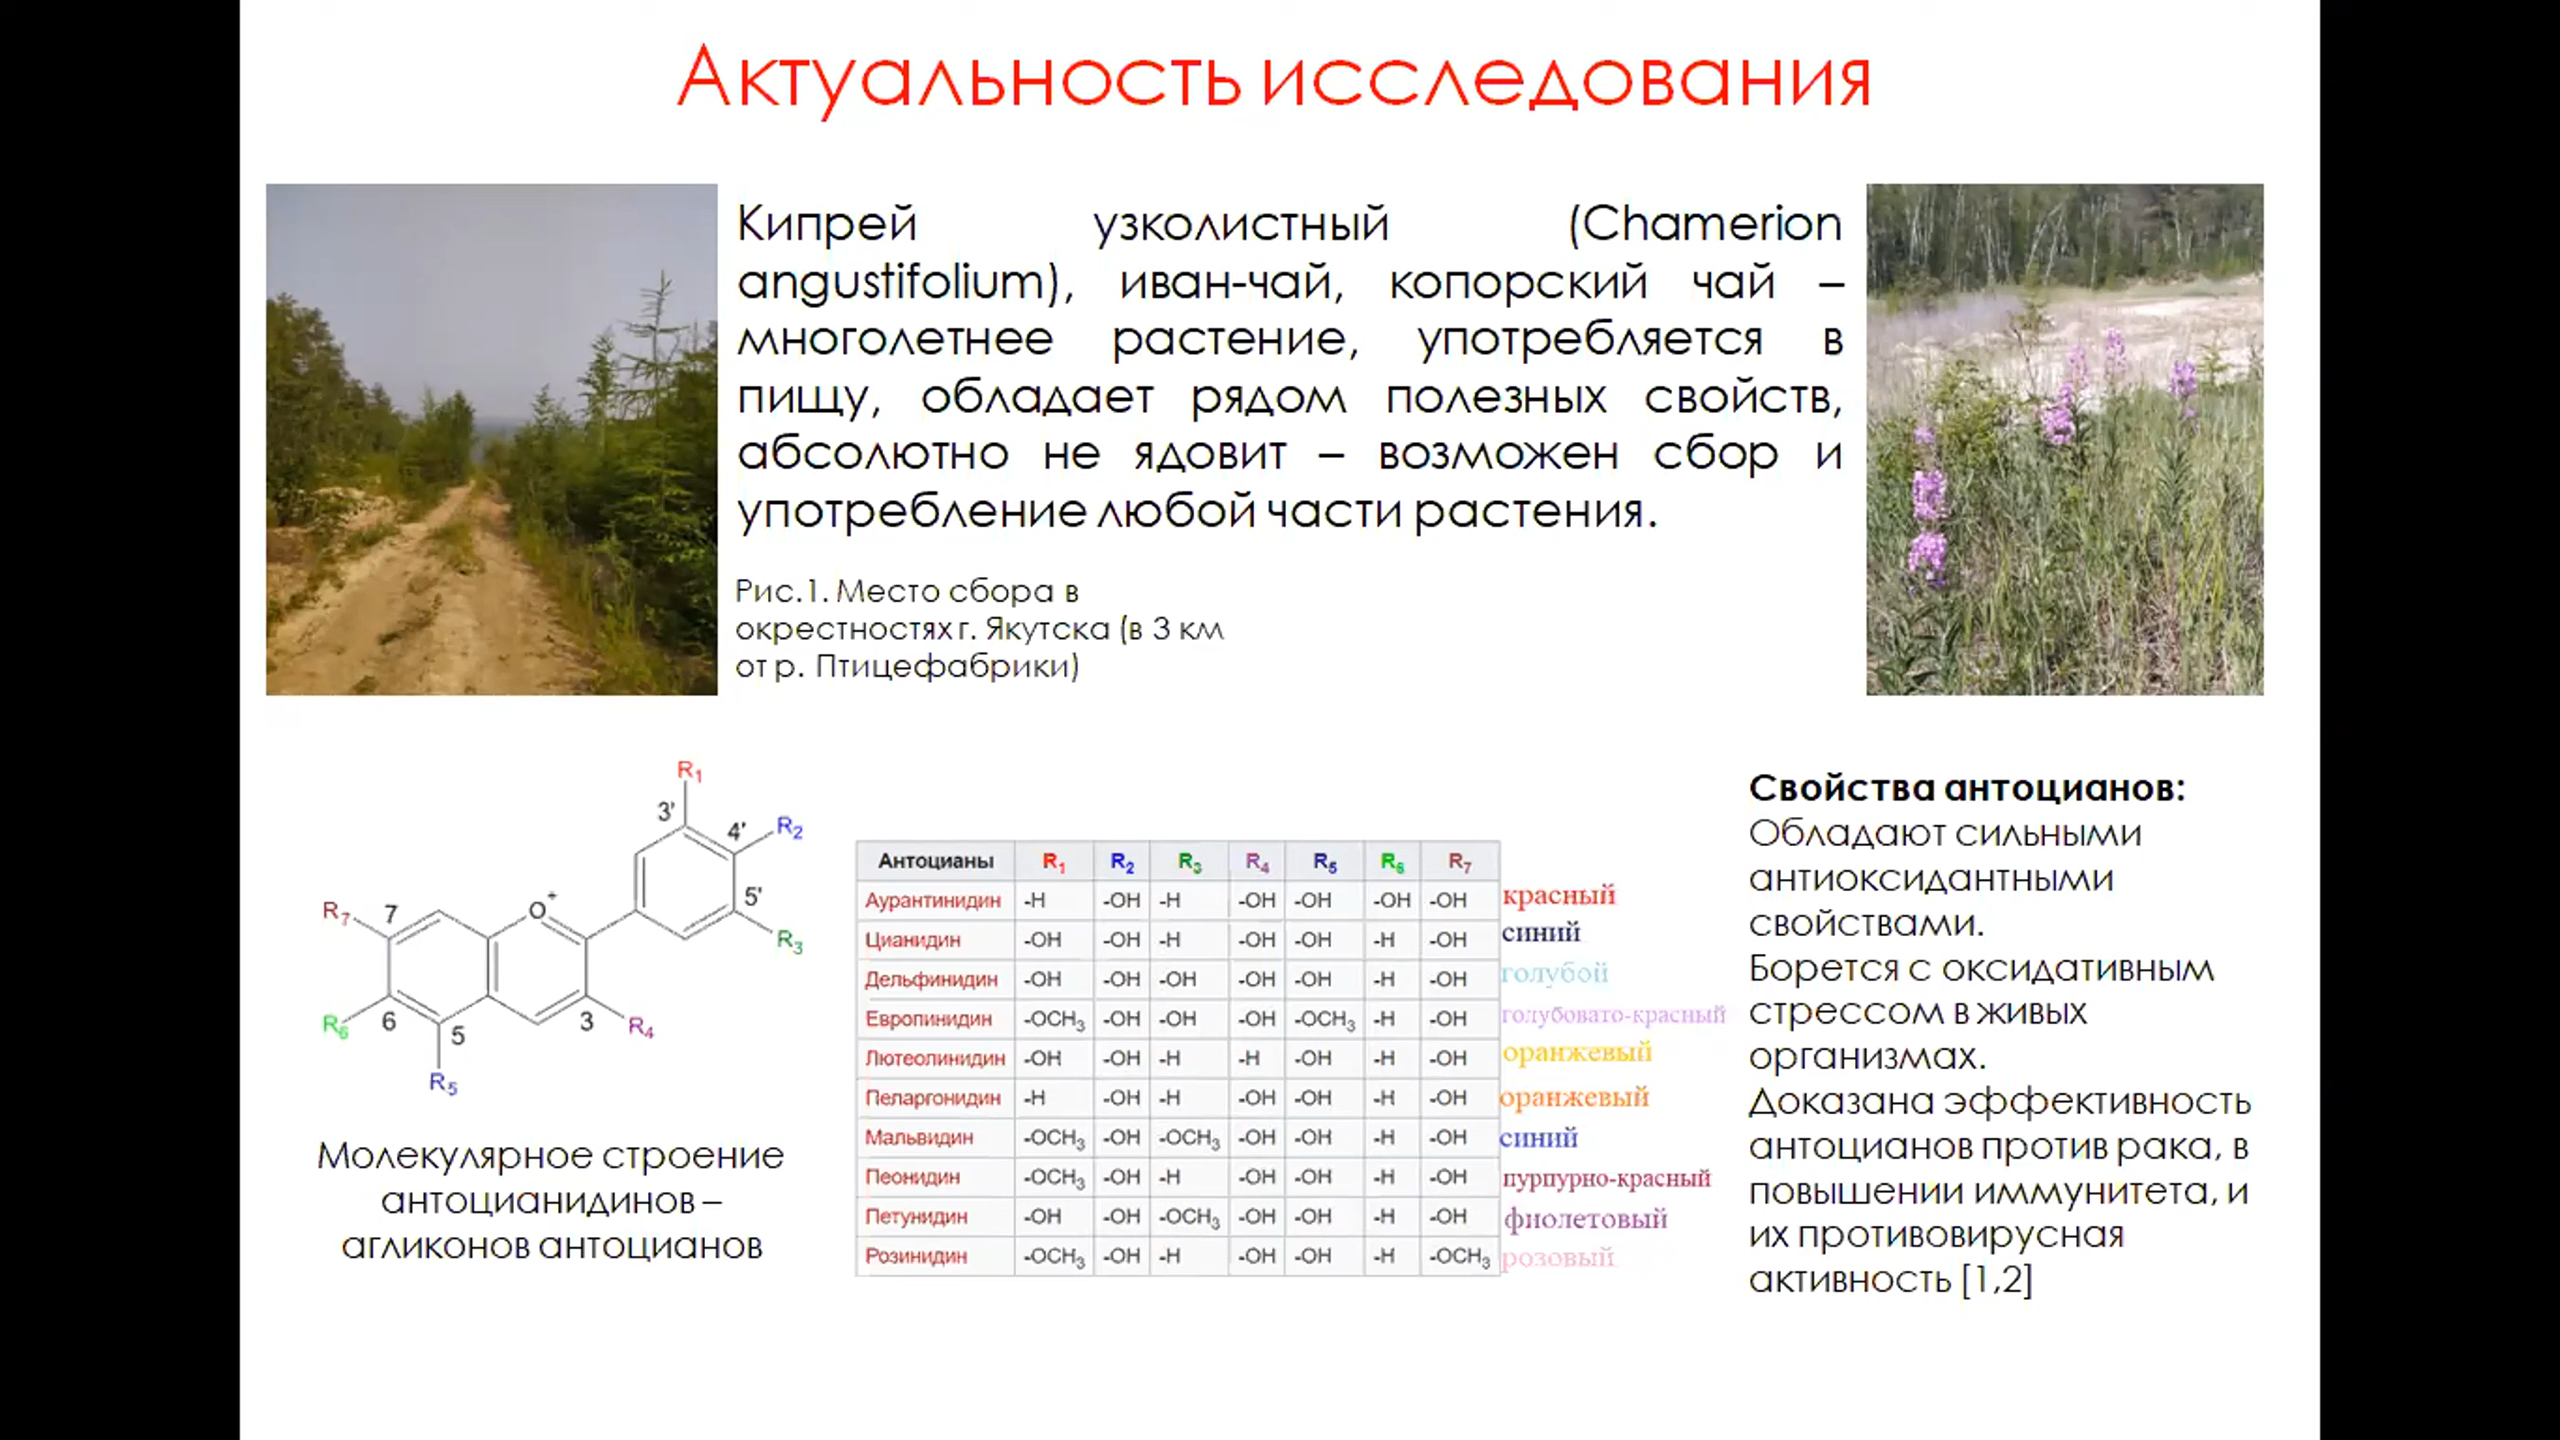 Актуальность исследования
Кипрей узколистный (Chamerion
angustifolium), иван-чай, копорский чай –
многолетнее растение, употребляется в
пищу, обладает рядом полезных свойств,
абсолютно не ядовит – возможен сбор и
употребление любой части растения.
Рис.1. Место сбора в
окрестностях г. Якутска (в 3 км
от р. Птицефабрики)
R1
3'
4'
R2
5'
R3
R7
7
O+
R6
6
5
3
R4
R5
Молекулярное строение
антоцианидинов –
агликонов антоцианов
Антоцианы R1 R2 R3 R4 R5 R6 R7
Аурантинидин -H -OH -H -OH -OH -OH -OH красный
Цианидин -OH -OH -H -OH -OH -H -OH синий
Дельфинидин -OH -OH -OH -OH -OH -H -OH голубой
Европинидин -OCH3 -OH -OH -OH -OCH3 -H -OH голубовато-красный
Лютеолинидин -OH -OH -H -H -OH -H -OH оранжевый
Пеларгонидин -H -OH -H -OH -OH -H -OH оранжевый
Мальвидин -OCH3 -OH -OCH3 -OH -OH -H -OH синий
Пеонидин -OCH3 -OH -H -OH -OH -H -OH пурпурно-красный
Петунидин -OH -OH -OCH3 -OH -OH -H -OH фиолетовый
Розинидин -OCH3 -OH -H -OH -OH -H -OCH3 розовый
Свойства антоцианов:
Обладают сильными
антиоксидантными
свойствами.
Борется с оксидативным
стрессом в живых
организмах.
Доказана эффективность
антоцианов против рака, в
повышении иммунитета, и
их противовирусная
активность [1,2]